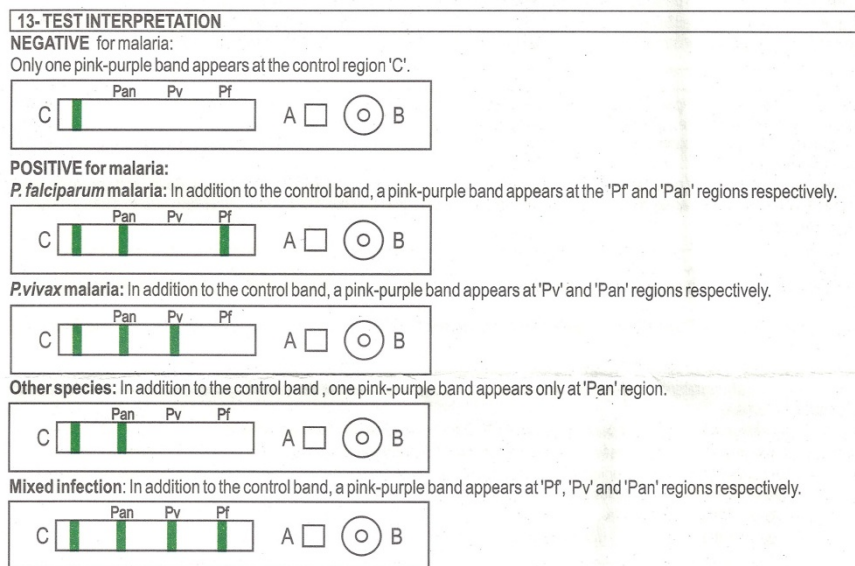 13- TEST INTERPRETATION
NEGATIVE for malaria:
Only one pink-purple band appears at the control region 'C'.
Pan Pv Pf
C A B
POSITIVE for malaria:
P. falciparum malaria: In addition to the control band, a pink-purple band appears at the 'Pf' and 'Pan' regions respectively.
Pan Pv Pf
C A B
P.vivax malaria: In addition to the control band, a pink-purple band appears at 'Pv' and 'Pan' regions respectively.
Pan Pv Pf
C A B
Other species: In addition to the control band , one pink-purple band appears only at 'Pan' region.
Pan Pv Pf
C A B
Mixed infection: In addition to the control band, a pink-purple band appears at 'Pf', 'Pv' and 'Pan' regions respectively.
Pan Pv Pf
C A B